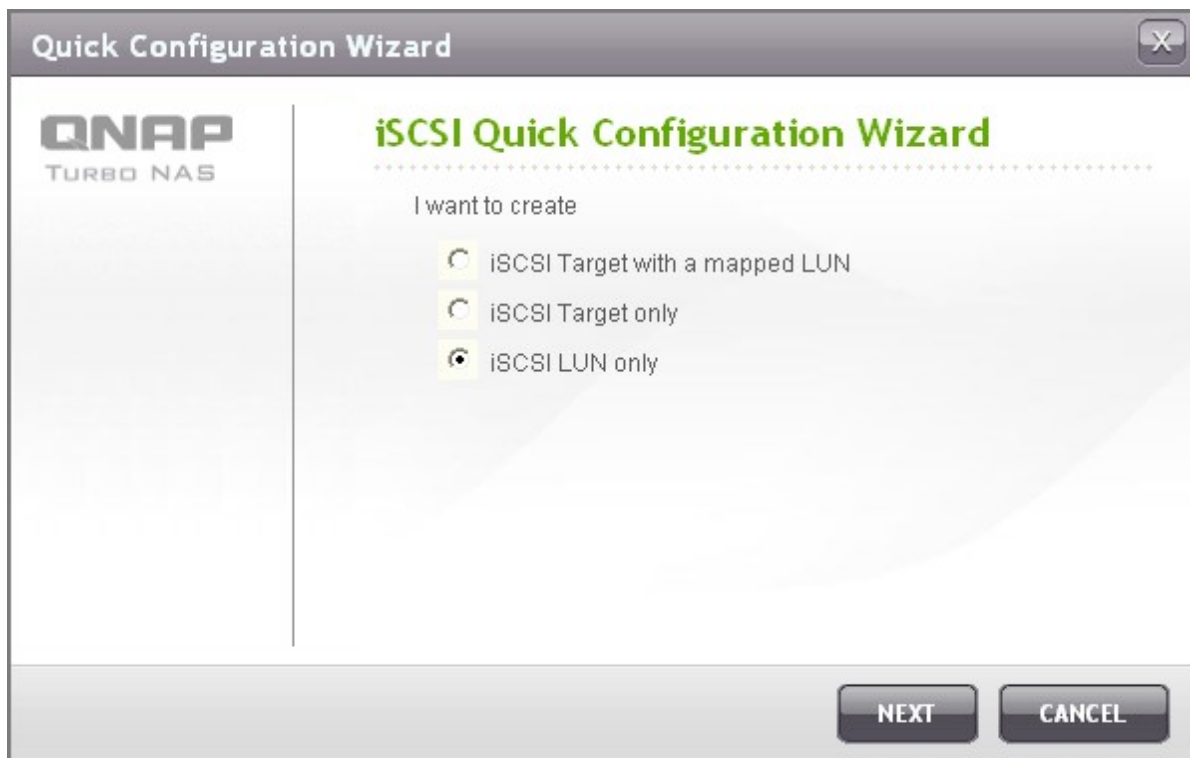 Quick Configuration Wizard
X
QNAP
TURBO NAS
iSCSI Quick Configuration Wizard
I want to create
iSCSI Target with a mapped LUN
iSCSI Target only
iSCSI LUN only
NEXT
CANCEL